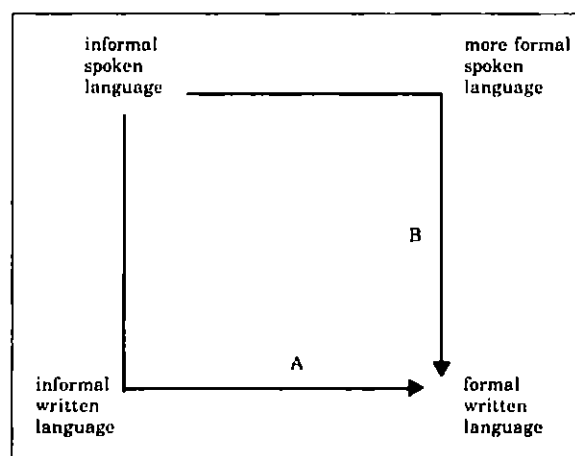 informal
spoken
language
more formal
spoken
language
B
A
informal
written
language
formal
written
language